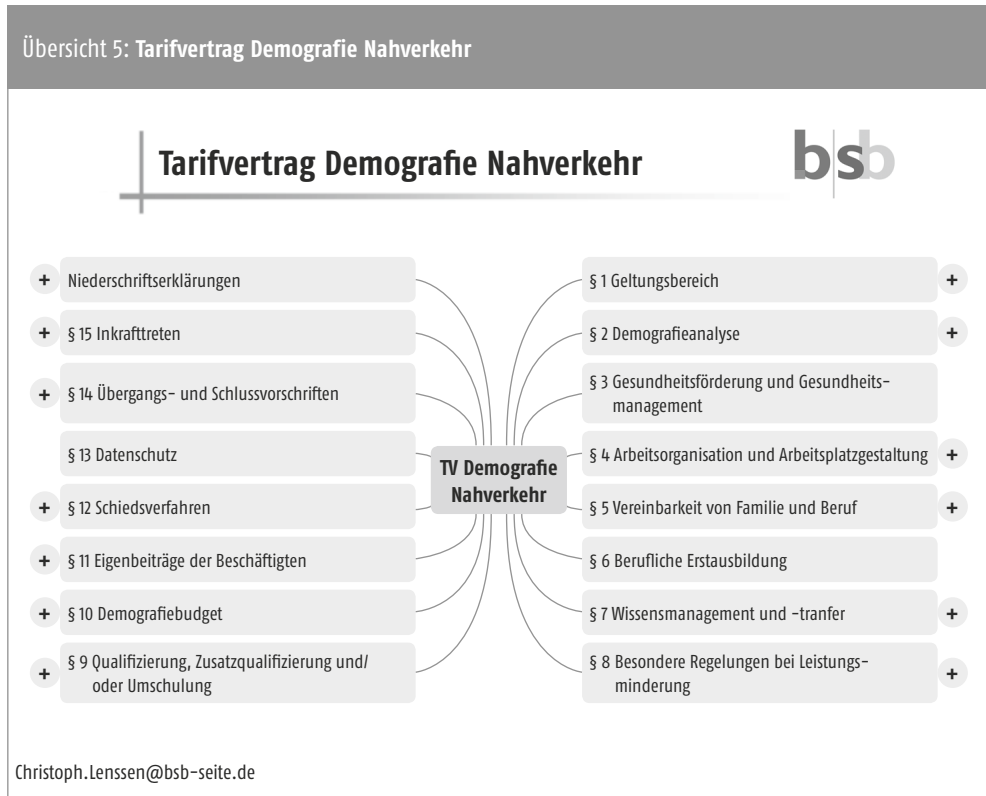 Übersicht 5: Tarifvertrag Demografie Nahverkehr
Tarifvertrag Demografie Nahverkehr
bsb
+ Niederschriftserklärungen
+ § 15 Inkrafttreten
+ § 14 Übergangs- und Schlussvorschriften
§ 13 Datenschutz
+ § 12 Schiedsverfahren
+ § 11 Eigenbeiträge der Beschäftigten
+ § 10 Demografiebudget
+ § 9 Qualifizierung, Zusatzqualifizierung und/
oder Umschulung
TV Demografie
Nahverkehr
§ 1 Geltungsbereich +
§ 2 Demografieanalyse +
§ 3 Gesundheitsförderung und Gesundheits-
management
§ 4 Arbeitsorganisation und Arbeitsplatzgestaltung +
§ 5 Vereinbarkeit von Familie und Beruf +
§ 6 Berufliche Erstausbildung
§ 7 Wissensmanagement und -tranfer +
§ 8 Besondere Regelungen bei Leistungs-
minderung +
Christoph.Lenssen@bsb-seite.de